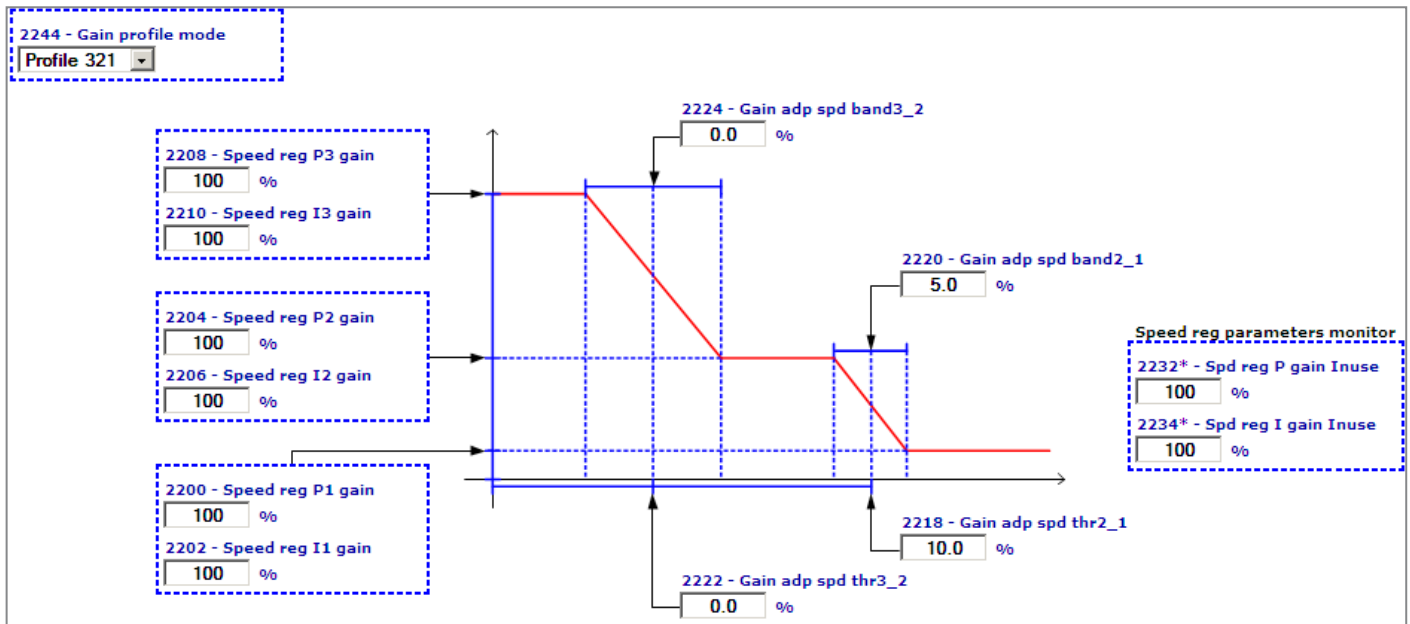 2244 - Gain profile mode
Profile 321
2224 - Gain adp spd band3_2
0.0 %
2208 - Speed reg P3 gain
100 %
2210 - Speed reg I3 gain
100 %
2220 - Gain adp spd band2_1
5.0 %
2204 - Speed reg P2 gain
100 %
2206 - Speed reg I2 gain
100 %
Speed reg parameters monitor
2232* - Spd reg P gain Inuse
100 %
2234* - Spd reg I gain Inuse
100 %
2200 - Speed reg P1 gain
100 %
2202 - Speed reg I1 gain
100 %
2218 - Gain adp spd thr2_1
10.0 %
2222 - Gain adp spd thr3_2
0.0 %